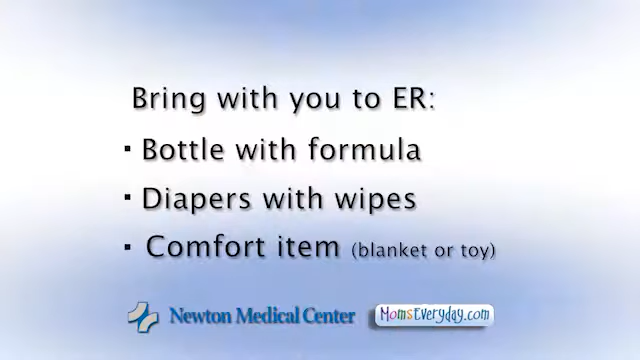 Bring with you to ER:
▪ Bottle with formula
▪ Diapers with wipes
▪ Comfort item (blanket or toy)
Newton Medical Center MomsEveryday.com